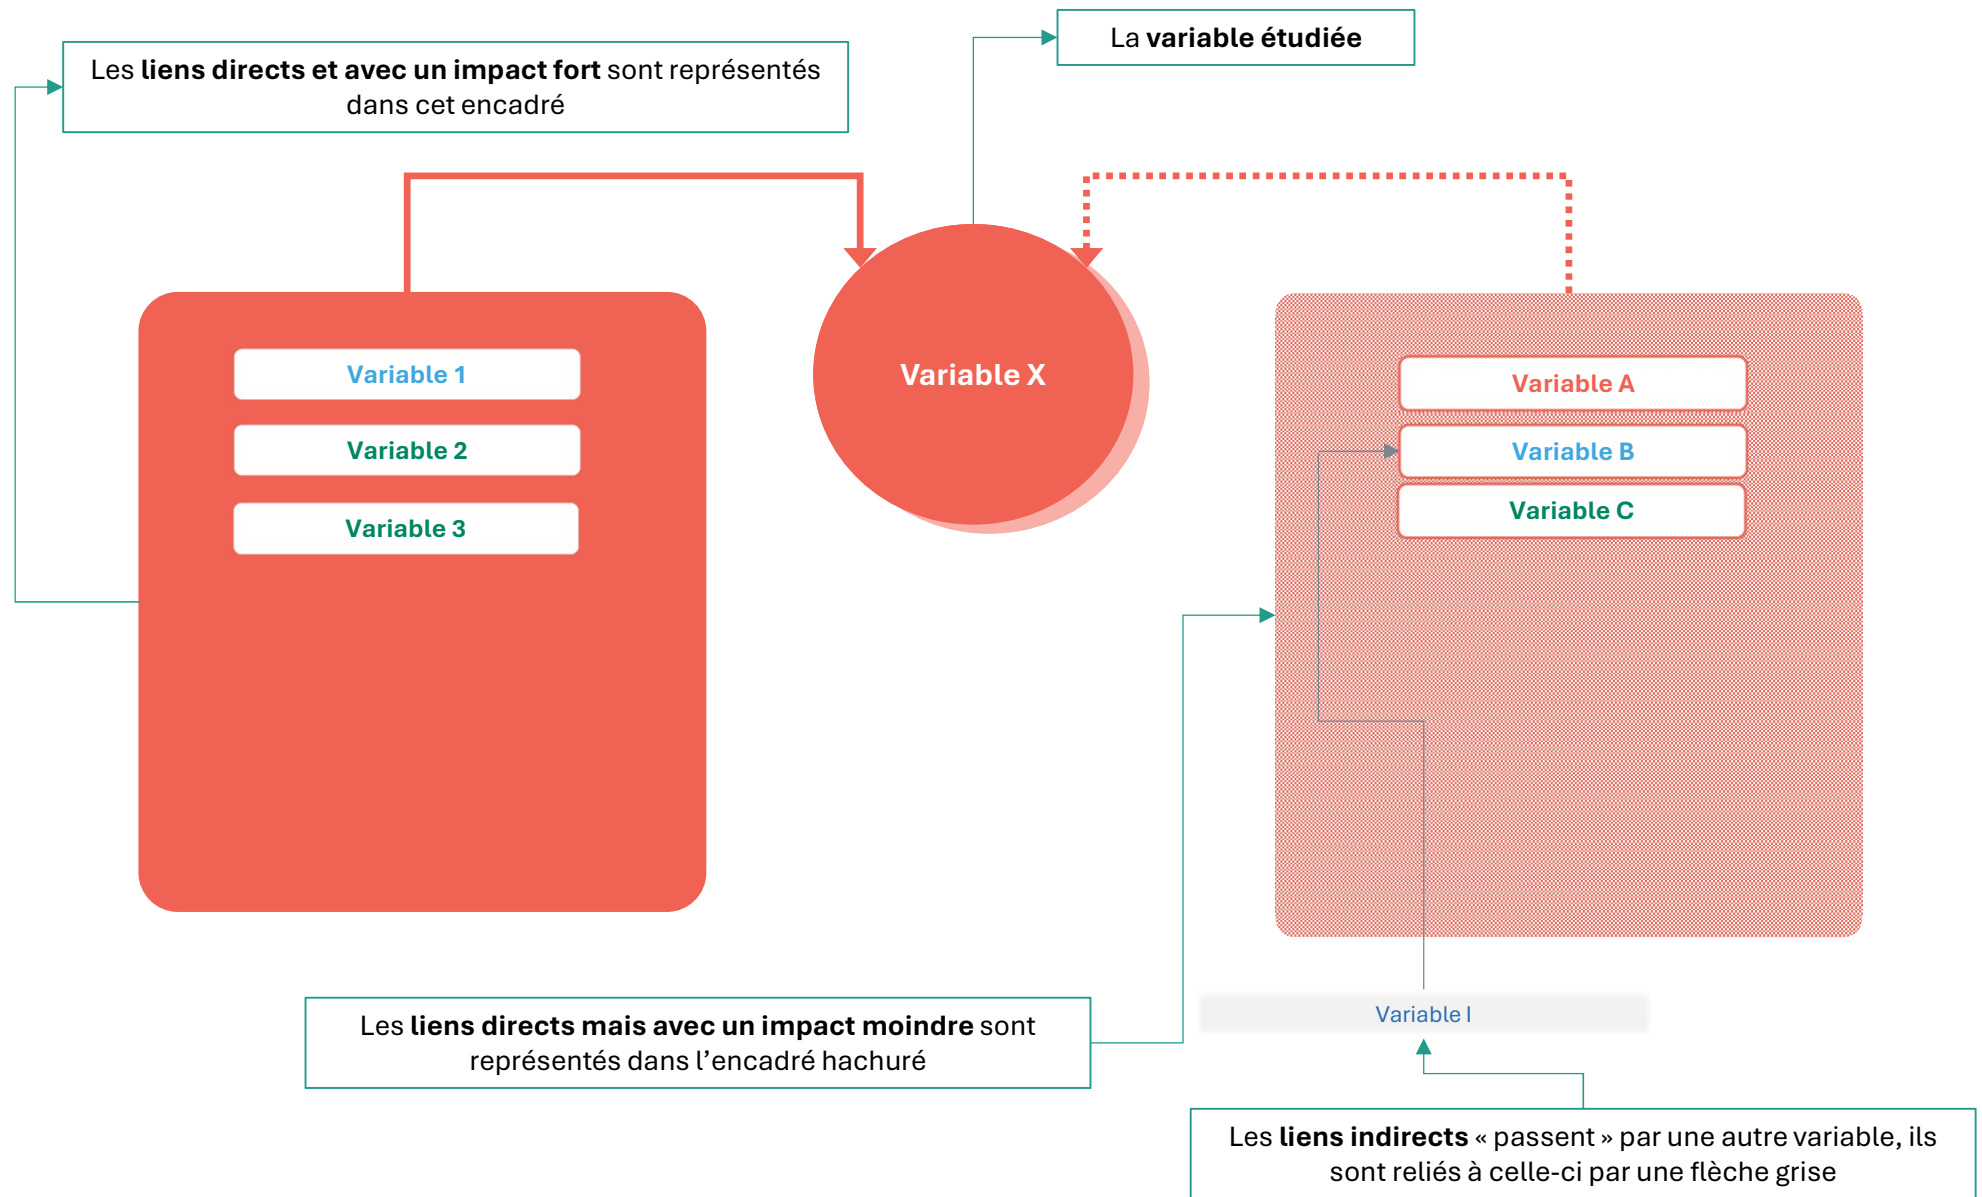 La variable étudiée
Les liens directs et avec un impact fort sont représentés
dans cet encadré
Variable X
Variable 1
Variable 2
Variable 3
Variable A
Variable B
Variable C
Variable I
Les liens directs mais avec un impact moindre sont
représentés dans l’encadré hachuré
Les liens indirects « passent » par une autre variable, ils
sont reliés à celle-ci par une flèche grise